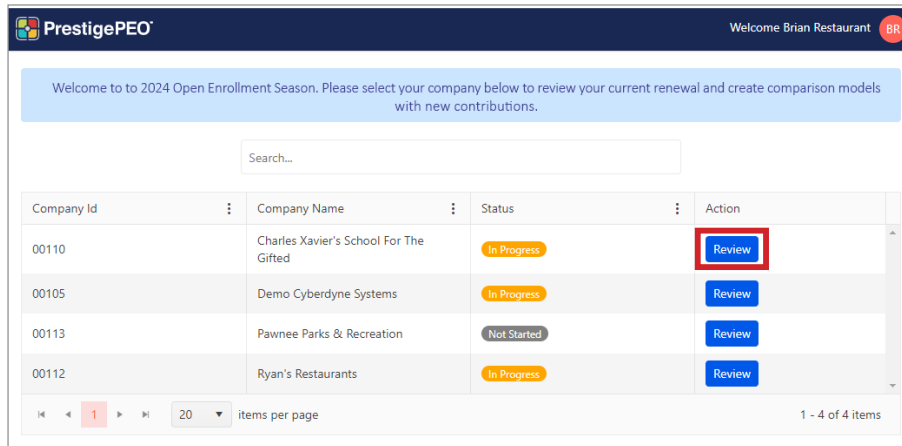 PrestigePEO
Welcome Brian Restaurant BR
Welcome to to 2024 Open Enrollment Season. Please select your company below to review your current renewal and create comparison models
with new contributions.
Search...
Company Id Company Name Status Action
00110 Charles Xavier's School For The
Gifted In Progress Review
00105 Demo Cyberdyne Systems In Progress Review
00113 Pawnee Parks & Recreation Not Started Review
00112 Ryan's Restaurants In Progress Review
1 20 items per page 1 - 4 of 4 items